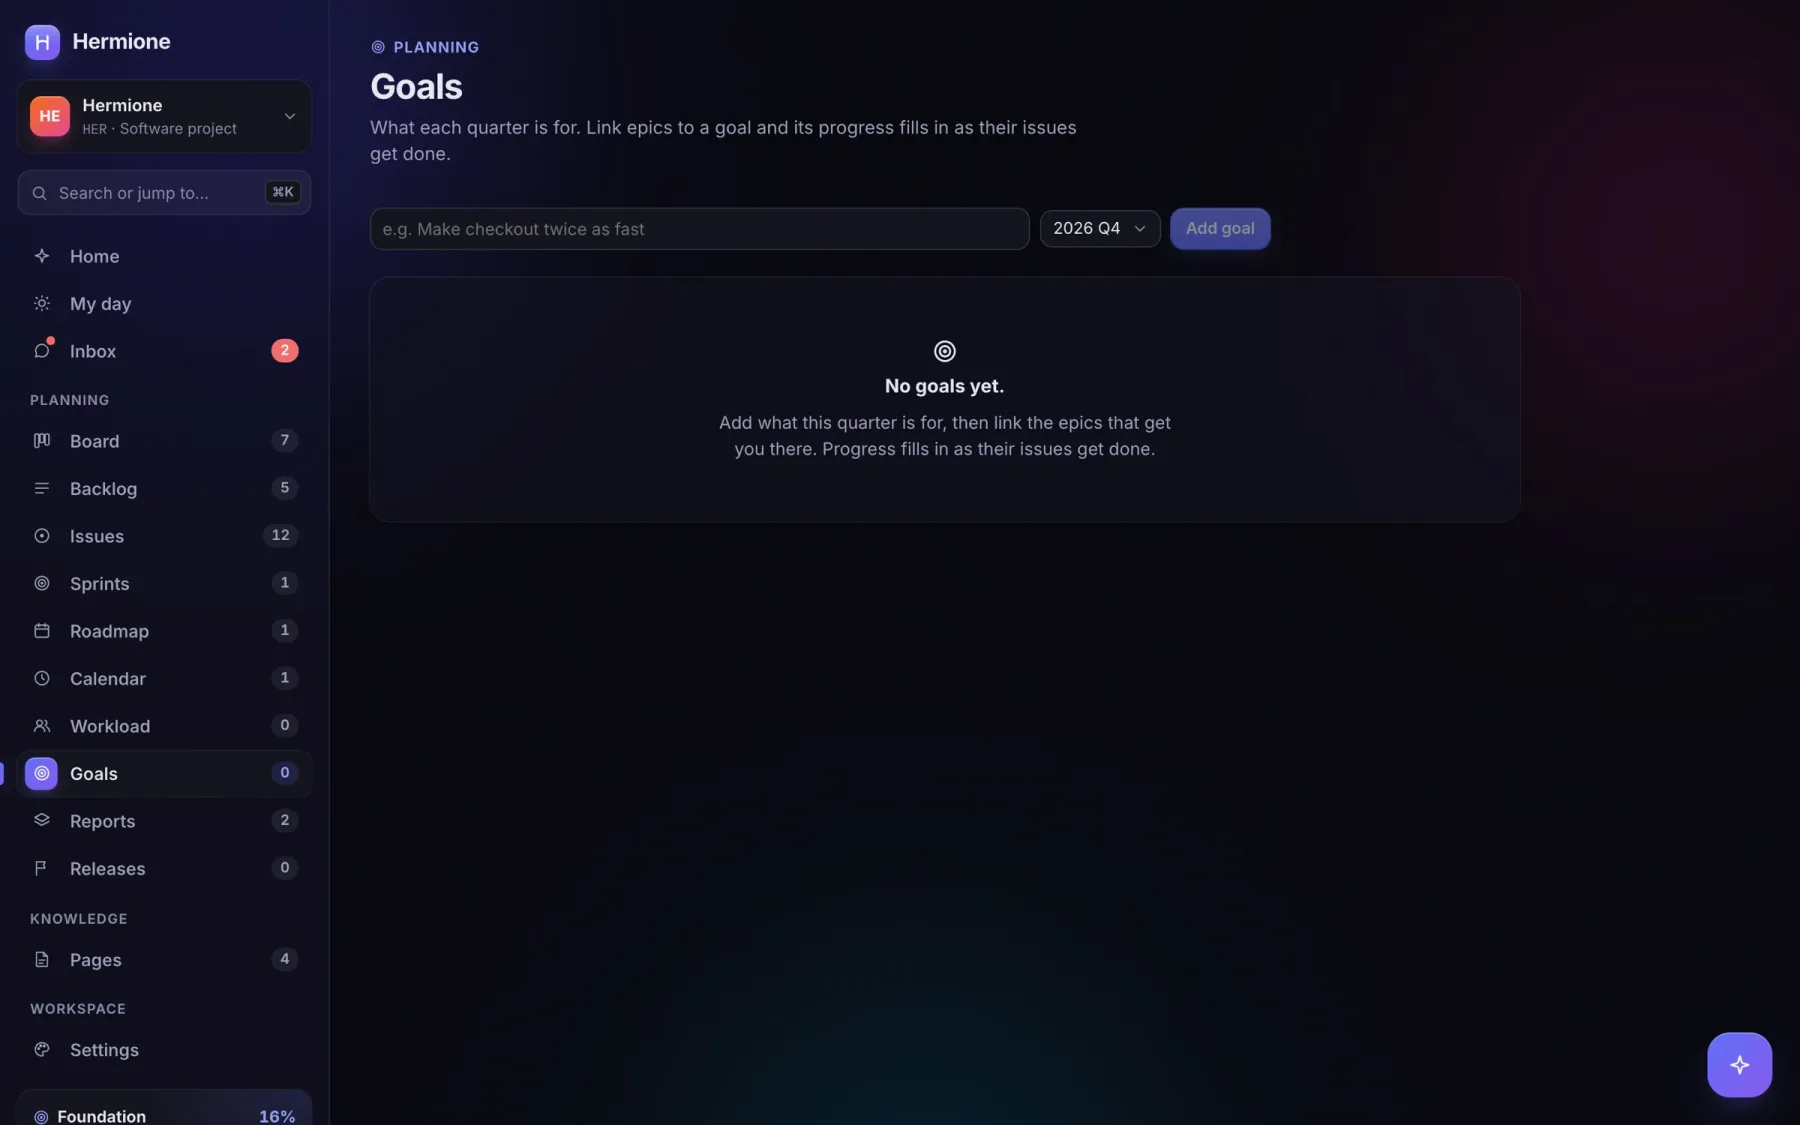 H Hermione
HE
Hermione
HER · Software project
Search or jump to... ⌘K
Home
My day
Inbox 2
PLANNING
Board 7
Backlog 5
Issues 12
Sprints 1
Roadmap 1
Calendar 1
Workload 0
Goals 0
Reports 2
Releases 0
KNOWLEDGE
Pages 4
WORKSPACE
Settings
Foundation 16%
PLANNING
Goals
What each quarter is for. Link epics to a goal and its progress fills in as their issues
get done.
e.g. Make checkout twice as fast 2026 Q4 Add goal
No goals yet.
Add what this quarter is for, then link the epics that get
you there. Progress fills in as their issues get done.